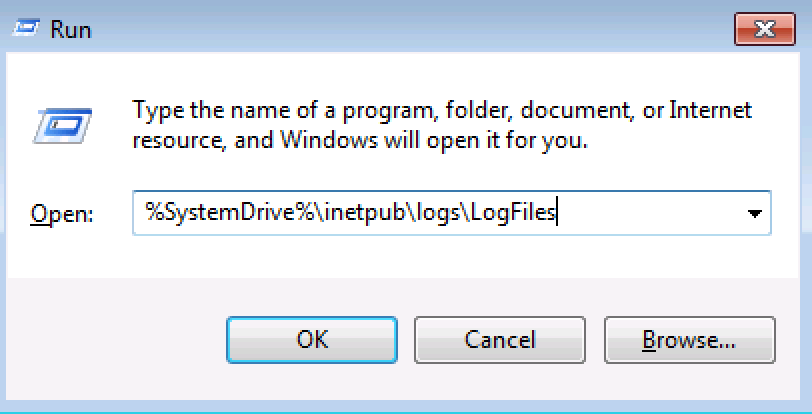 Run
Type the name of a program, folder, document, or Internet
resource, and Windows will open it for you.
Open: %SystemDrive%\inetpub\logs\LogFiles
OK Cancel Browse...